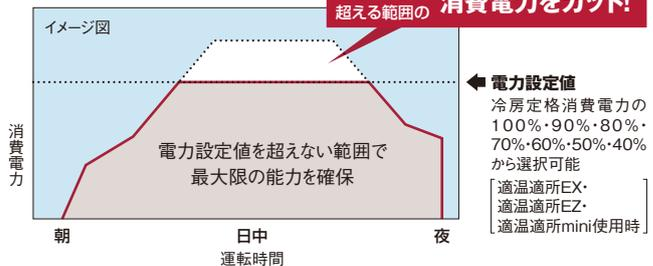 超える範囲の 消費電力をカット!
イメージ図
消費電力
電力設定値を超えない範囲で
最大限の能力を確保
朝
日中
夜
運転時間
電力設定値
冷房定格消費電力の
100%・90%・80%・
70%・60%・50%・40%
から選択可能
適温適所EX・
適温適所EZ・
適温適所mini使用時